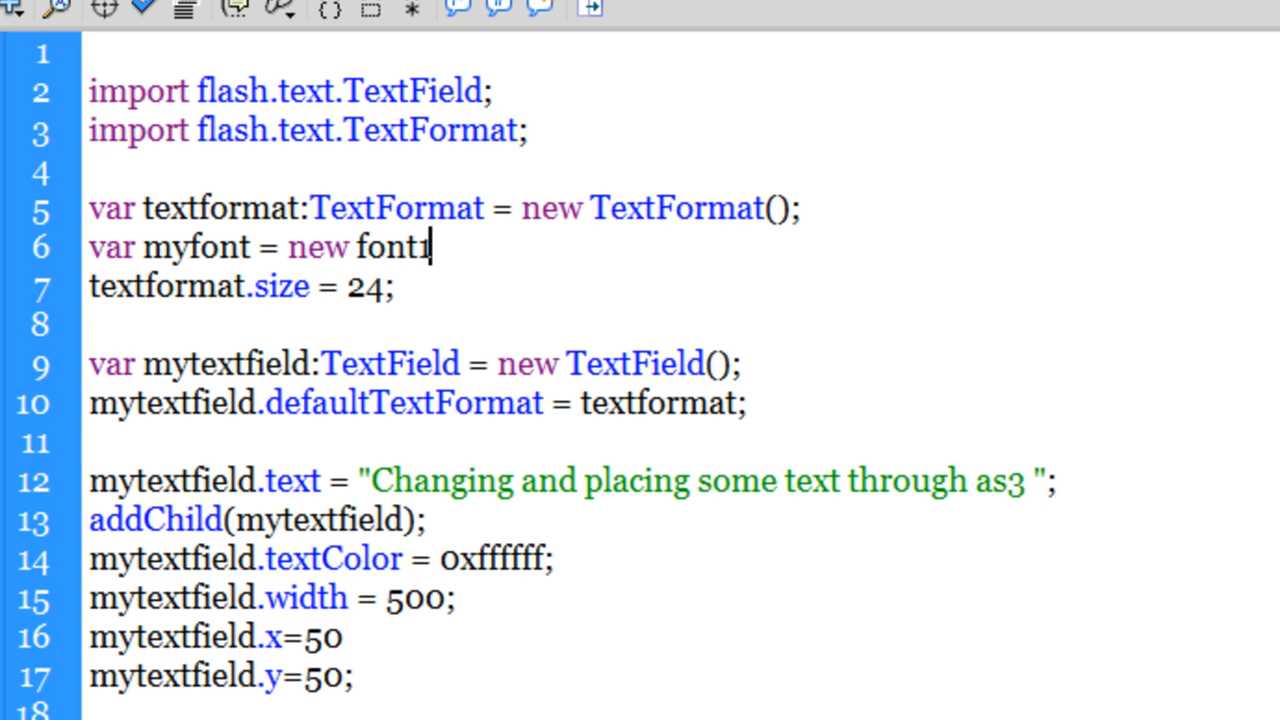 1
2 import flash.text.TextField;
3 import flash.text.TextFormat;
4
5 var textformat:TextFormat = new TextFormat();
6 var myfont = new font1
7 textformat.size = 24;
8
9 var mytextfield:TextField = new TextField();
10 mytextfield.defaultTextFormat = textformat;
11
12 mytextfield.text = "Changing and placing some text through as3 ";
13 addChild(mytextfield);
14 mytextfield.textColor = 0xffffff;
15 mytextfield.width = 500;
16 mytextfield.x=50
17 mytextfield.y=50;
18